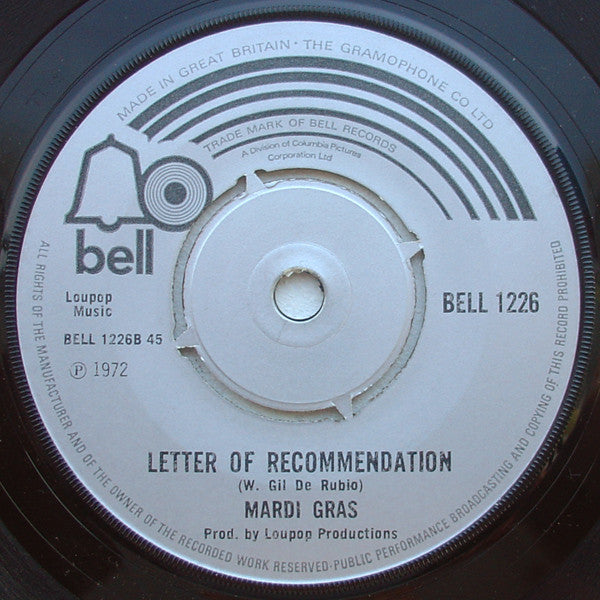 MADE IN GREAT BRITAIN · THE GRAMOPHONE CO LTD
TRADE MARK OF BELL RECORDS
A Division of Columbia Pictures
Corporation Ltd
bell
Loupop
Music
BELL 1226B 45
Ⓟ 1972
BELL 1226
LETTER OF RECOMMENDATION
(W. Gil De Rubio)
MARDI GRAS
Prod. by Loupop Productions
ALL RIGHTS OF THE MANUFACTURER AND OF THE OWNER OF THE RECORDED WORK RESERVED·PUBLIC PERFORMANCE BROADCASTING AND COPYING OF THIS RECORD PROHIBITED